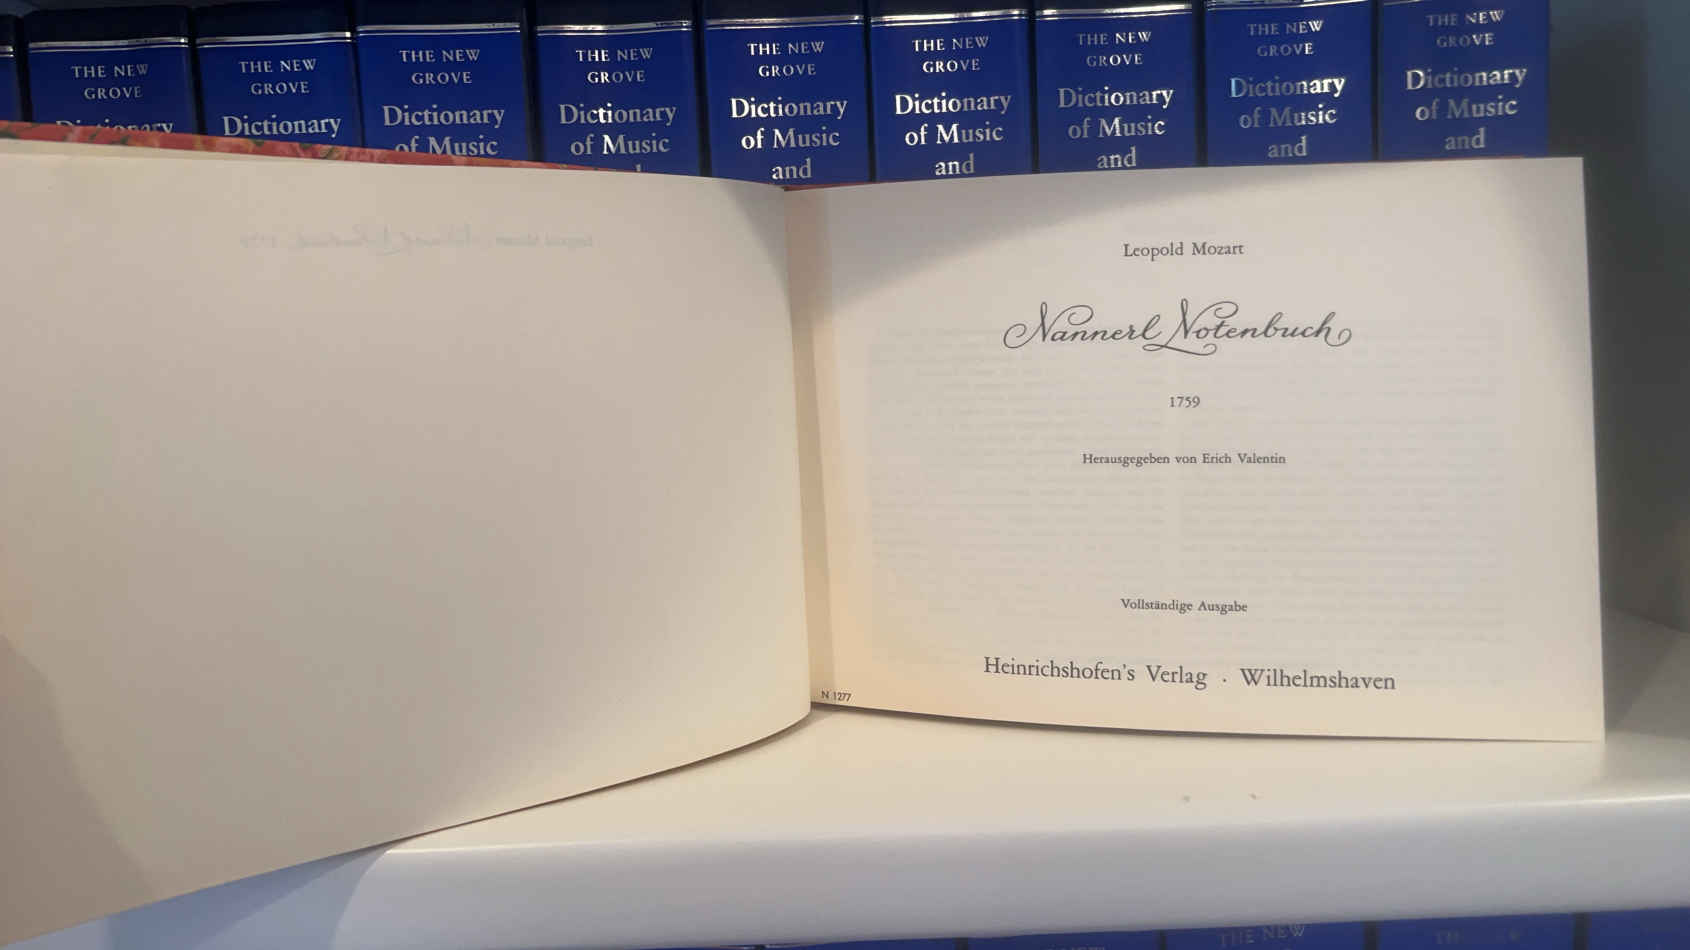 THE NEW
GROVE
Dictionary
THE NEW
GROVE
Dictionary
THE NEW
GROVE
Dictionary
of Music
THE NEW
GROVE
Dictionary
of Music
THE NEW
GROVE
Dictionary
of Music
and
THE NEW
GROVE
Dictionary
of Music
and
THE NEW
GROVE
Dictionary
of Music
and
THE NEW
GROVE
Dictionary
of Music
and
THE NEW
GROVE
Dictionary
of Music
and
Leopold Mozart
Nannerl Notenbuch
1759
Herausgegeben von Erich Valentin
Vollständige Ausgabe
Heinrichshofen's Verlag · Wilhelmshaven
N 1277
THE NEW